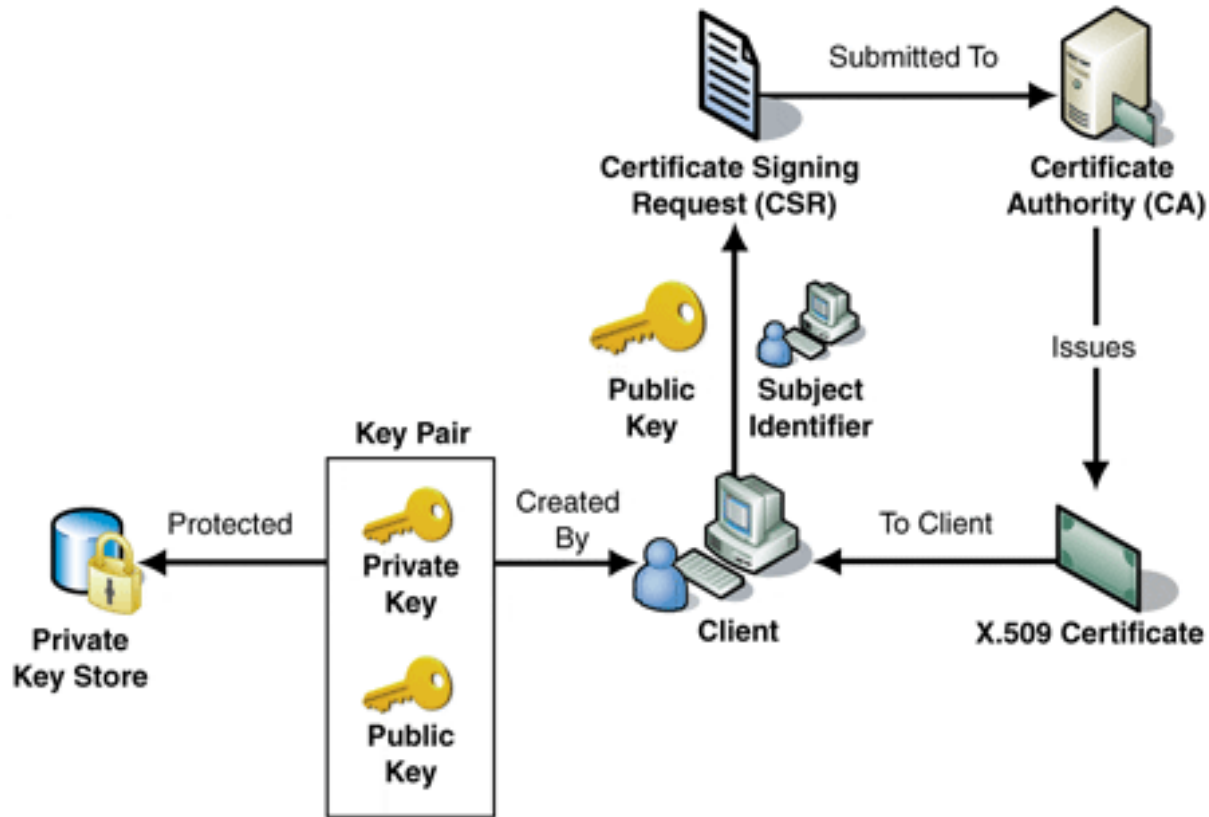 Submitted To
Certificate Signing
Request (CSR)
Certificate
Authority (CA)
Public
Key
Subject
Identifier
Issues
Key Pair
Protected
Private
Key
Created
By
To Client
Private
Key Store
Client
X.509 Certificate
Public
Key